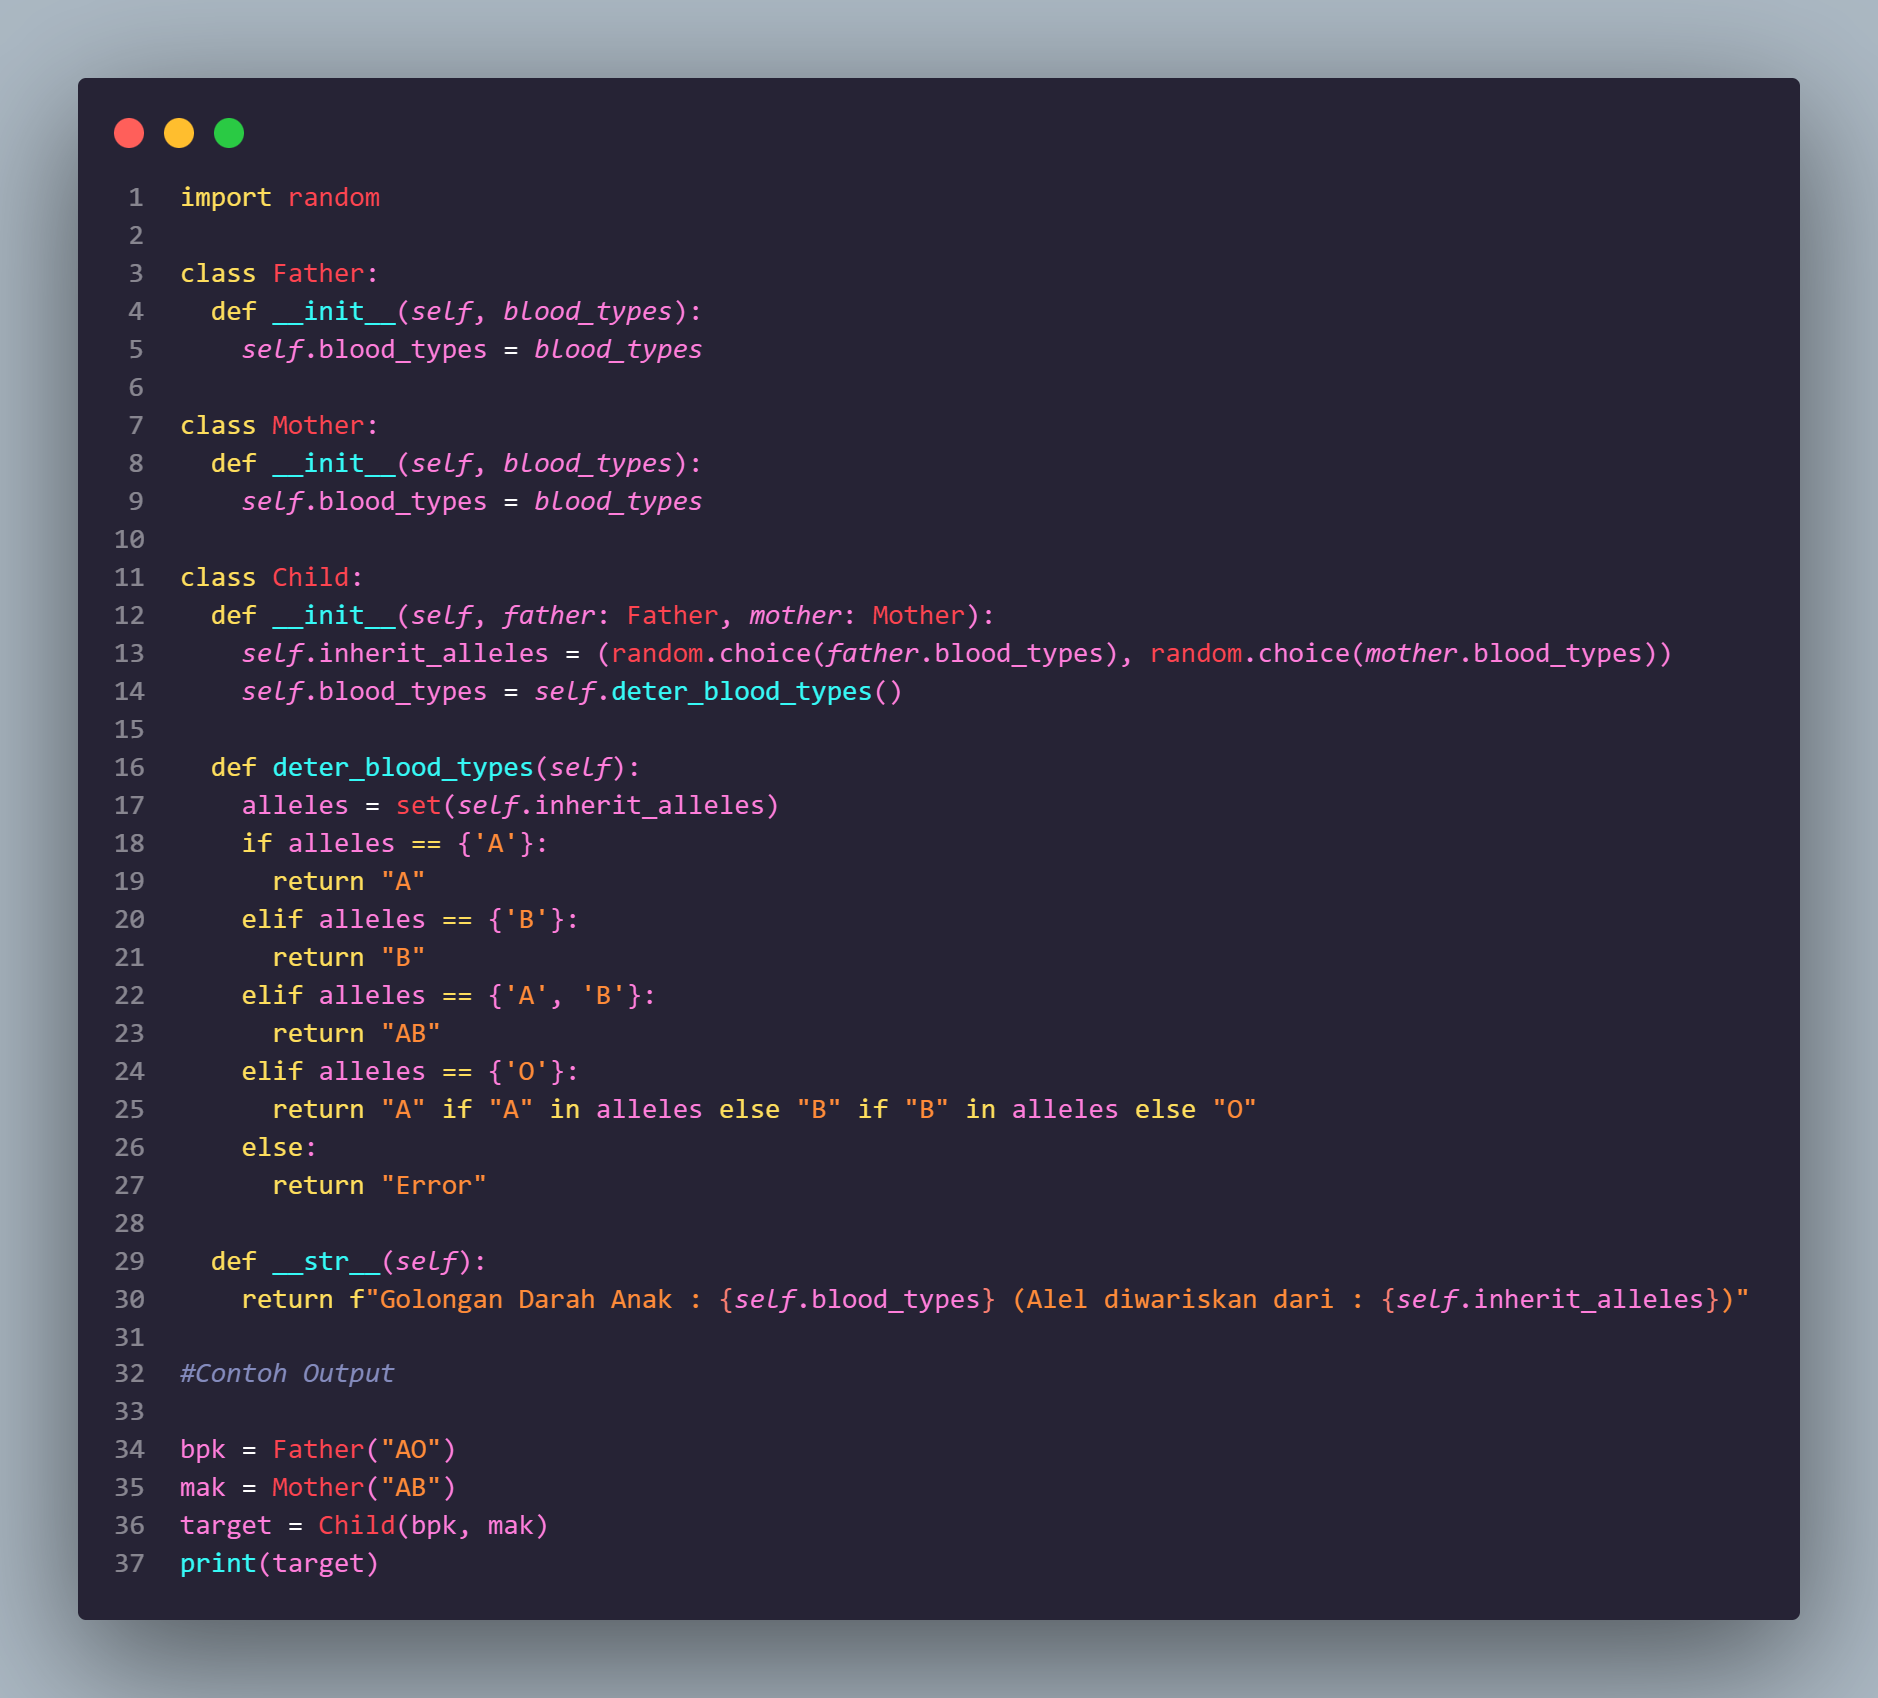 1 import random
2
3 class Father:
4   def __init__(self, blood_types):
5     self.blood_types = blood_types
6
7 class Mother:
8   def __init__(self, blood_types):
9     self.blood_types = blood_types
10
11 class Child:
12   def __init__(self, father: Father, mother: Mother):
13     self.inherit_alleles = (random.choice(father.blood_types), random.choice(mother.blood_types))
14     self.blood_types = self.deter_blood_types()
15
16   def deter_blood_types(self):
17     alleles = set(self.inherit_alleles)
18     if alleles == {'A'}:
19       return "A"
20     elif alleles == {'B'}:
21       return "B"
22     elif alleles == {'A', 'B'}:
23       return "AB"
24     elif alleles == {'O'}:
25       return "A" if "A" in alleles else "B" if "B" in alleles else "O"
26     else:
27       return "Error"
28
29   def __str__(self):
30     return f"Golongan Darah Anak : {self.blood_types} (Alel diwariskan dari : {self.inherit_alleles})"
31
32 #Contoh Output
33
34 bpk = Father("AO")
35 mak = Mother("AB")
36 target = Child(bpk, mak)
37 print(target)